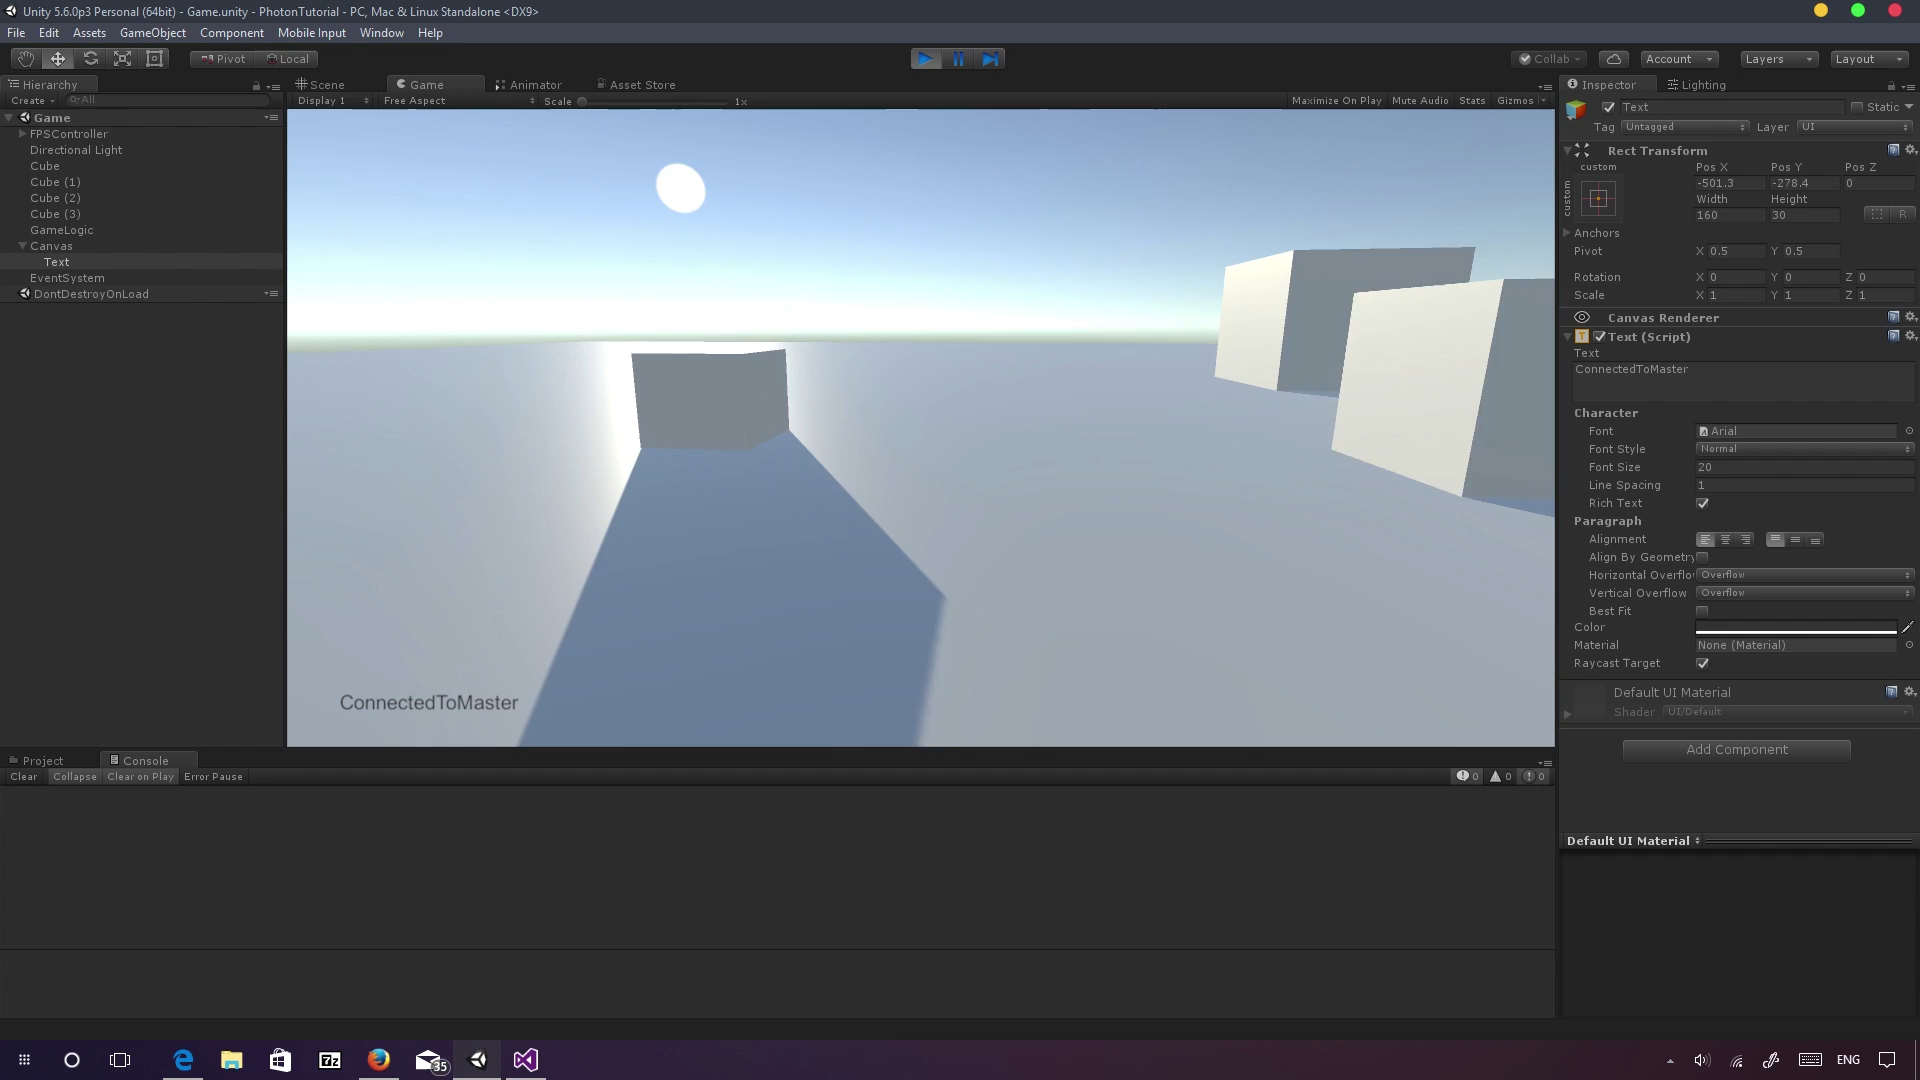 Unity 5.6.0p3 Personal (64bit) - Game.unity - PhotonTutorial - PC, Mac & Linux Standalone <DX9>
File Edit Assets GameObject Component Mobile Input Window Help
Pivot Local Collab Account Layers Layout
Hierarchy Scene Game Animator Asset Store Inspector Lighting
Create All Display 1 Free Aspect Scale 1x Maximize On Play Mute Audio Stats Gizmos
Game
FPSController
Directional Light
Cube
Cube (1)
Cube (2)
Cube (3)
GameLogic
Canvas
Text
EventSystem
DontDestroyOnLoad
ConnectedToMaster
Text Static
Tag Untagged Layer UI
Rect Transform
custom
custom
Pos X Pos Y Pos Z
-501.3 -278.4 0
Width Height
160 30 R
Anchors
Pivot X 0.5 Y 0.5
Rotation X 0 Y 0 Z 0
Scale X 1 Y 1 Z 1
Canvas Renderer
T Text (Script)
Text
ConnectedToMaster
Character
Font Arial
Font Style Normal
Font Size 20
Line Spacing 1
Rich Text
Paragraph
Alignment
Align By Geometry
Horizontal Overflo Overflow
Vertical Overflow Overflow
Best Fit
Color
Material None (Material)
Raycast Target
Default UI Material
Shader UI/Default
Add Component
Default UI Material
Project Console
Clear Collapse Clear on Play Error Pause 0 0 0
7z 35 ENG